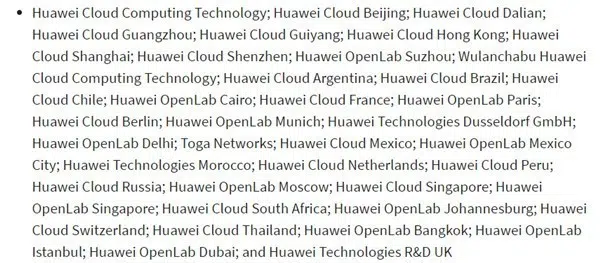 • Huawei Cloud Computing Technology; Huawei Cloud Beijing; Huawei Cloud Dalian;
Huawei Cloud Guangzhou; Huawei Cloud Guiyang; Huawei Cloud Hong Kong; Huawei
Cloud Shanghai; Huawei Cloud Shenzhen; Huawei OpenLab Suzhou; Wulanchabu Huawei
Cloud Computing Technology; Huawei Cloud Argentina; Huawei Cloud Brazil; Huawei
Cloud Chile; Huawei OpenLab Cairo; Huawei Cloud France; Huawei OpenLab Paris;
Huawei Cloud Berlin; Huawei OpenLab Munich; Huawei Technologies Dusseldorf GmbH;
Huawei OpenLab Delhi; Toga Networks; Huawei Cloud Mexico; Huawei OpenLab Mexico
City; Huawei Technologies Morocco; Huawei Cloud Netherlands; Huawei Cloud Peru;
Huawei Cloud Russia; Huawei OpenLab Moscow; Huawei Cloud Singapore; Huawei
OpenLab Singapore; Huawei Cloud South Africa; Huawei OpenLab Johannesburg; Huawei
Cloud Switzerland; Huawei Cloud Thailand; Huawei OpenLab Bangkok; Huawei OpenLab
Istanbul; Huawei OpenLab Dubai; and Huawei Technologies R&D UK